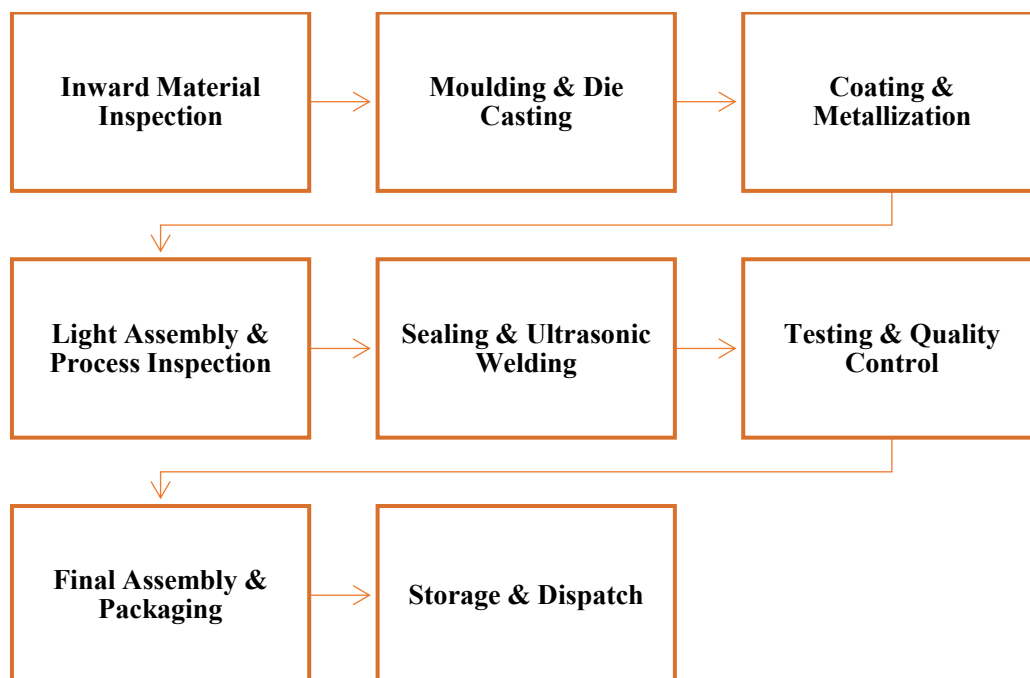 Inward Material
Inspection
Moulding & Die
Casting
Coating &
Metallization
Light Assembly &
Process Inspection
Sealing & Ultrasonic
Welding
Testing & Quality
Control
Final Assembly &
Packaging
Storage & Dispatch